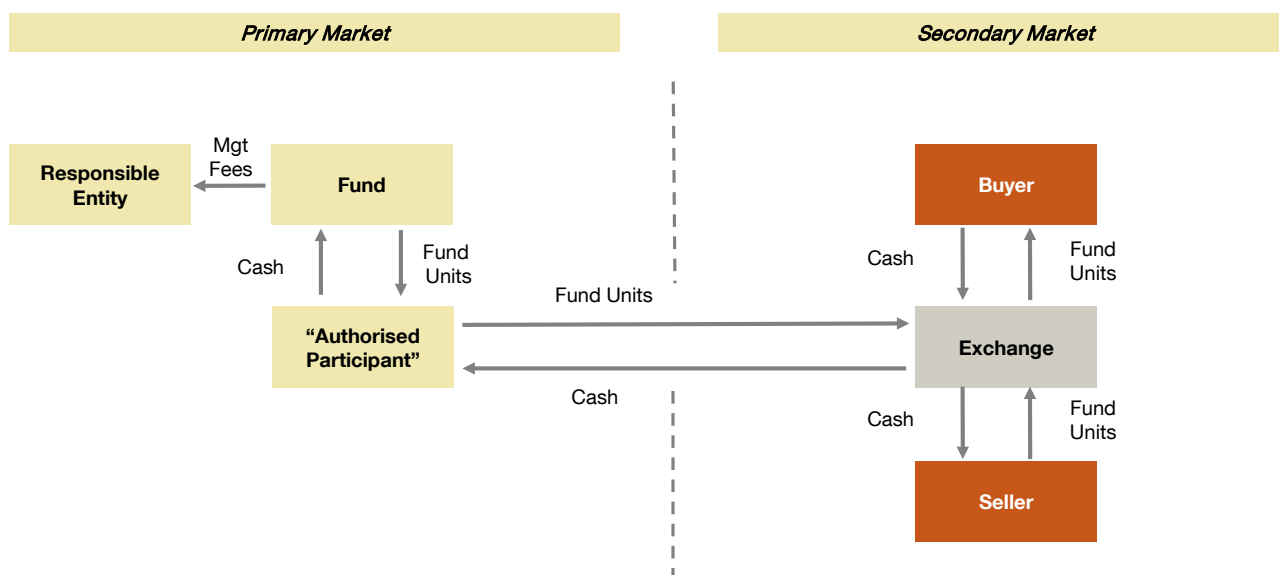 Primary Market
Secondary Market
Responsible
Entity
Mgt
Fees
Fund
Buyer
Cash
Fund
Units
Cash
Fund
Units
“Authorised
Participant”
Fund Units
Cash
Exchange
Cash
Fund
Units
Seller